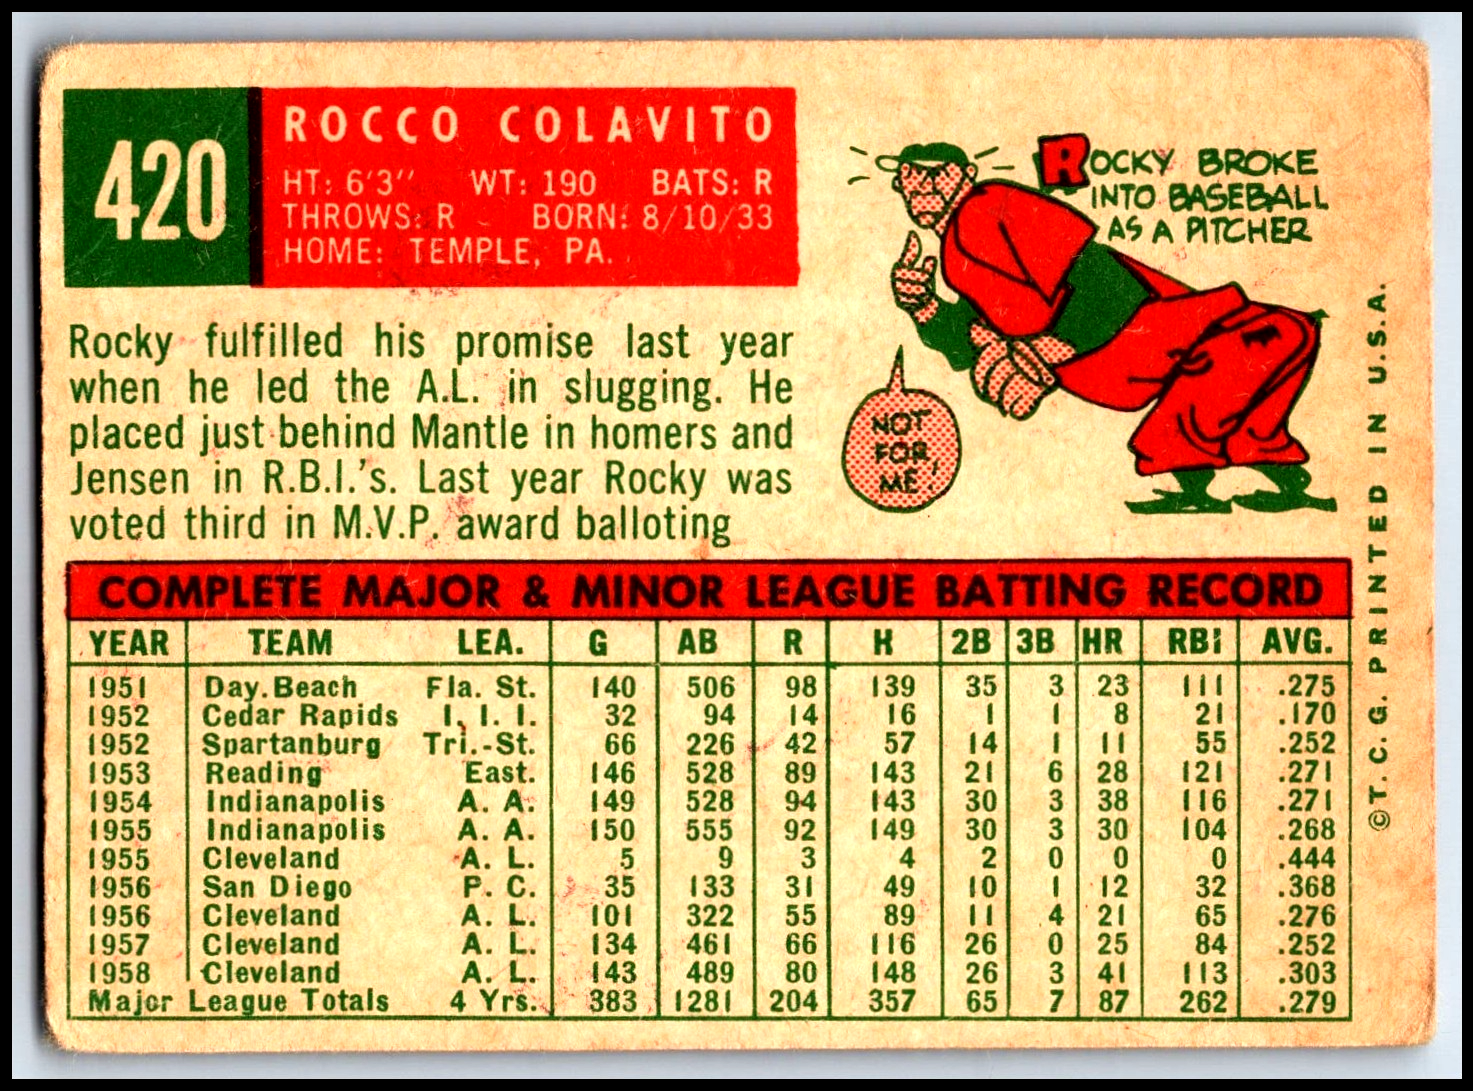 420
ROCCO COLAVITO
HT: 6'3" WT: 190 BATS: R
THROWS: R BORN: 8/10/33
HOME: TEMPLE, PA.
ROCKY BROKE
INTO BASEBALL
AS A PITCHER
NOT
FOR
ME!
Rocky fulfilled his promise last year
when he led the A.L. in slugging. He
placed just behind Mantle in homers and
Jensen in R.B.I.'s. Last year Rocky was
voted third in M.V.P. award balloting
COMPLETE MAJOR & MINOR LEAGUE BATTING RECORD
YEAR TEAM LEA. G AB R H 2B 3B HR RBI AVG.
1951 Day. Beach Fla. St. 140 506 98 139 35 3 23 111 .275
1952 Cedar Rapids I. I. I. 32 94 14 16 1 1 8 21 .170
1952 Spartanburg Tri.-St. 66 226 42 57 14 1 11 55 .252
1953 Reading East. 146 528 89 143 21 6 28 121 .271
1954 Indianapolis A. A. 149 528 94 143 30 3 38 116 .271
1955 Indianapolis A. A. 150 555 92 149 30 3 30 104 .268
1955 Cleveland A. L. 5 9 3 4 2 0 0 0 .444
1956 San Diego P. C. 35 133 31 49 10 1 12 32 .368
1956 Cleveland A. L. 101 322 55 89 11 4 21 65 .276
1957 Cleveland A. L. 134 461 66 116 26 0 25 84 .252
1958 Cleveland A. L. 143 489 80 148 26 3 41 113 .303
Major League Totals 4 Yrs. 383 1281 204 357 65 7 87 262 .279
©T. C. G. PRINTED IN U.S.A.